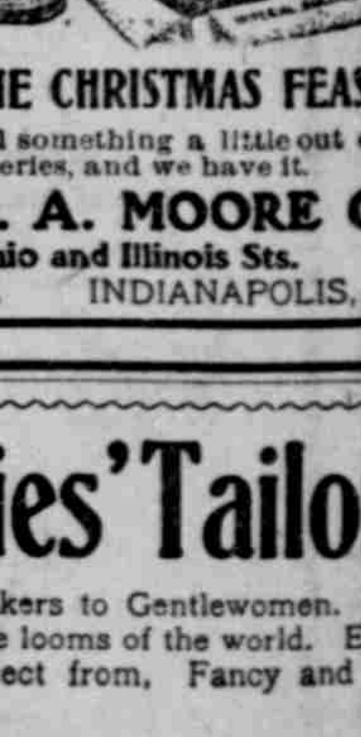 IE CHRISTMAS FEAS
l something a little out
eries, and we have it.
. A. MOORE C
nio and Illinois Sts.
INDIANAPOLIS,
ies' Tailo
kers to Gentlewomen.
e looms of the world. E
ect from, Fancy and